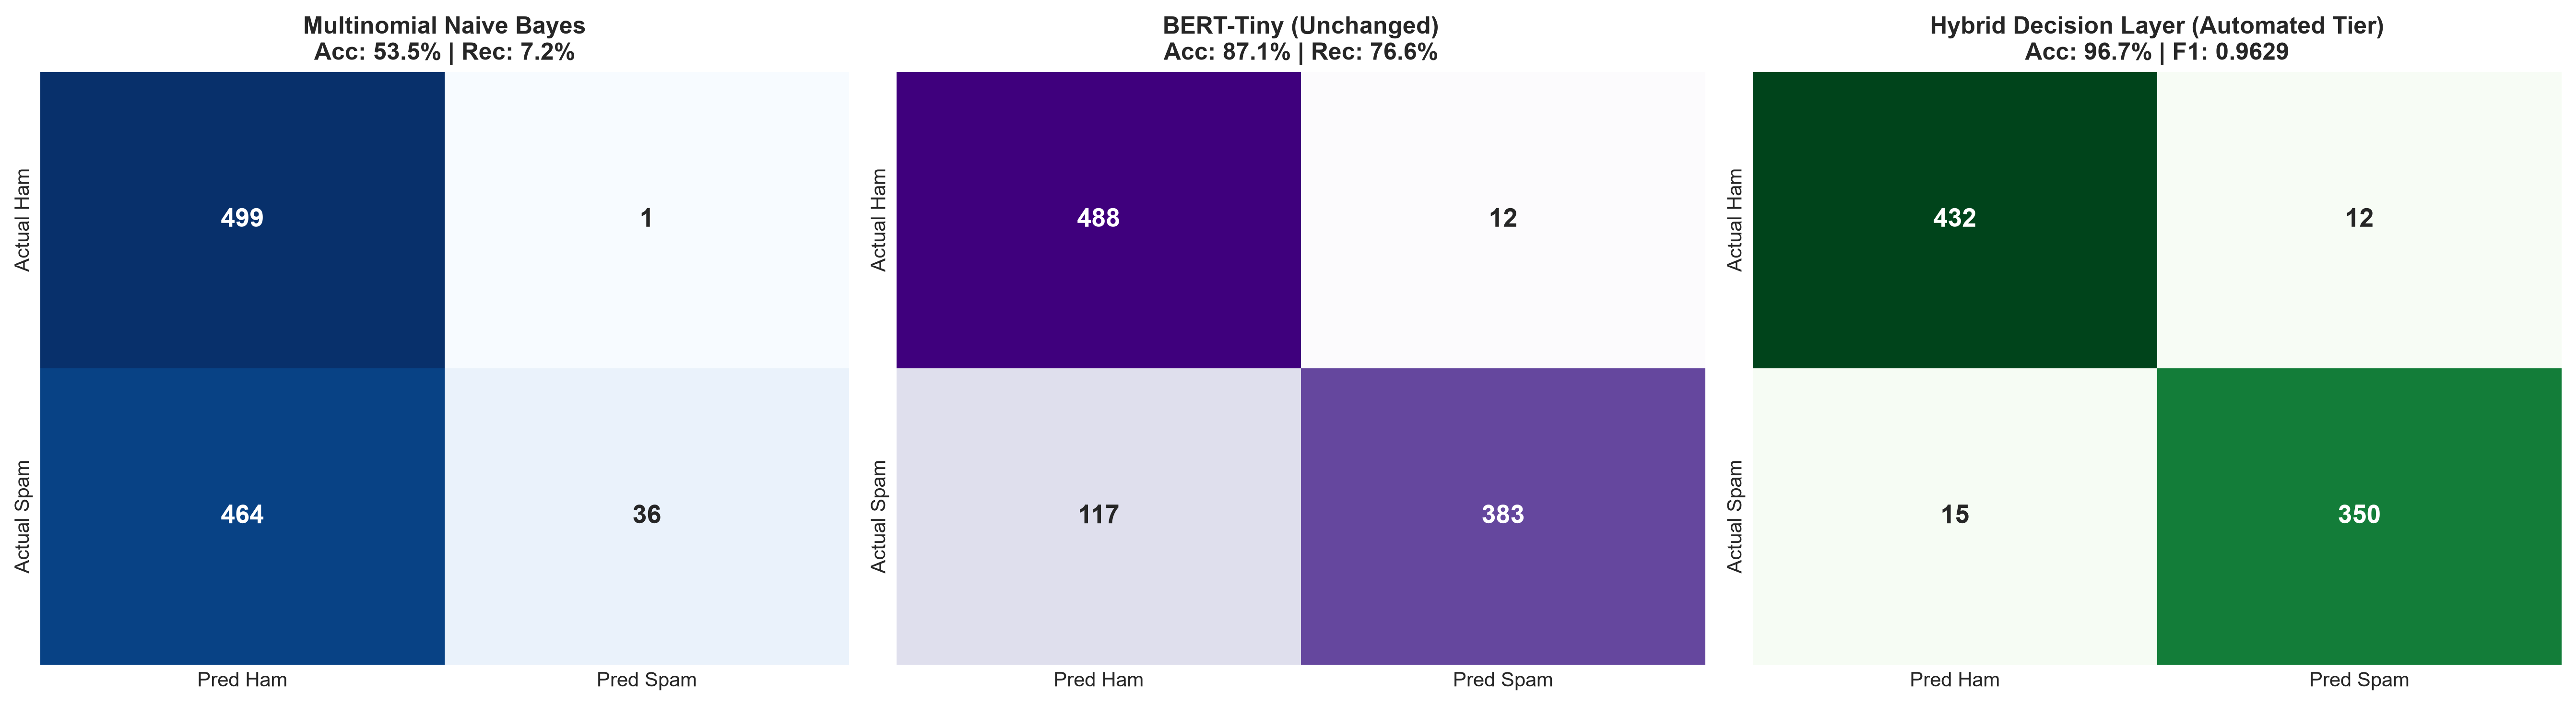 Multinomial Naive Bayes
Acc: 53.5% | Rec: 7.2%
Actual Ham
499
1
Actual Spam
464
36
Pred Ham
Pred Spam
BERT-Tiny (Unchanged)
Acc: 87.1% | Rec: 76.6%
Actual Ham
488
12
Actual Spam
117
383
Pred Ham
Pred Spam
Hybrid Decision Layer (Automated Tier)
Acc: 96.7% | F1: 0.9629
Actual Ham
432
12
Actual Spam
15
350
Pred Ham
Pred Spam